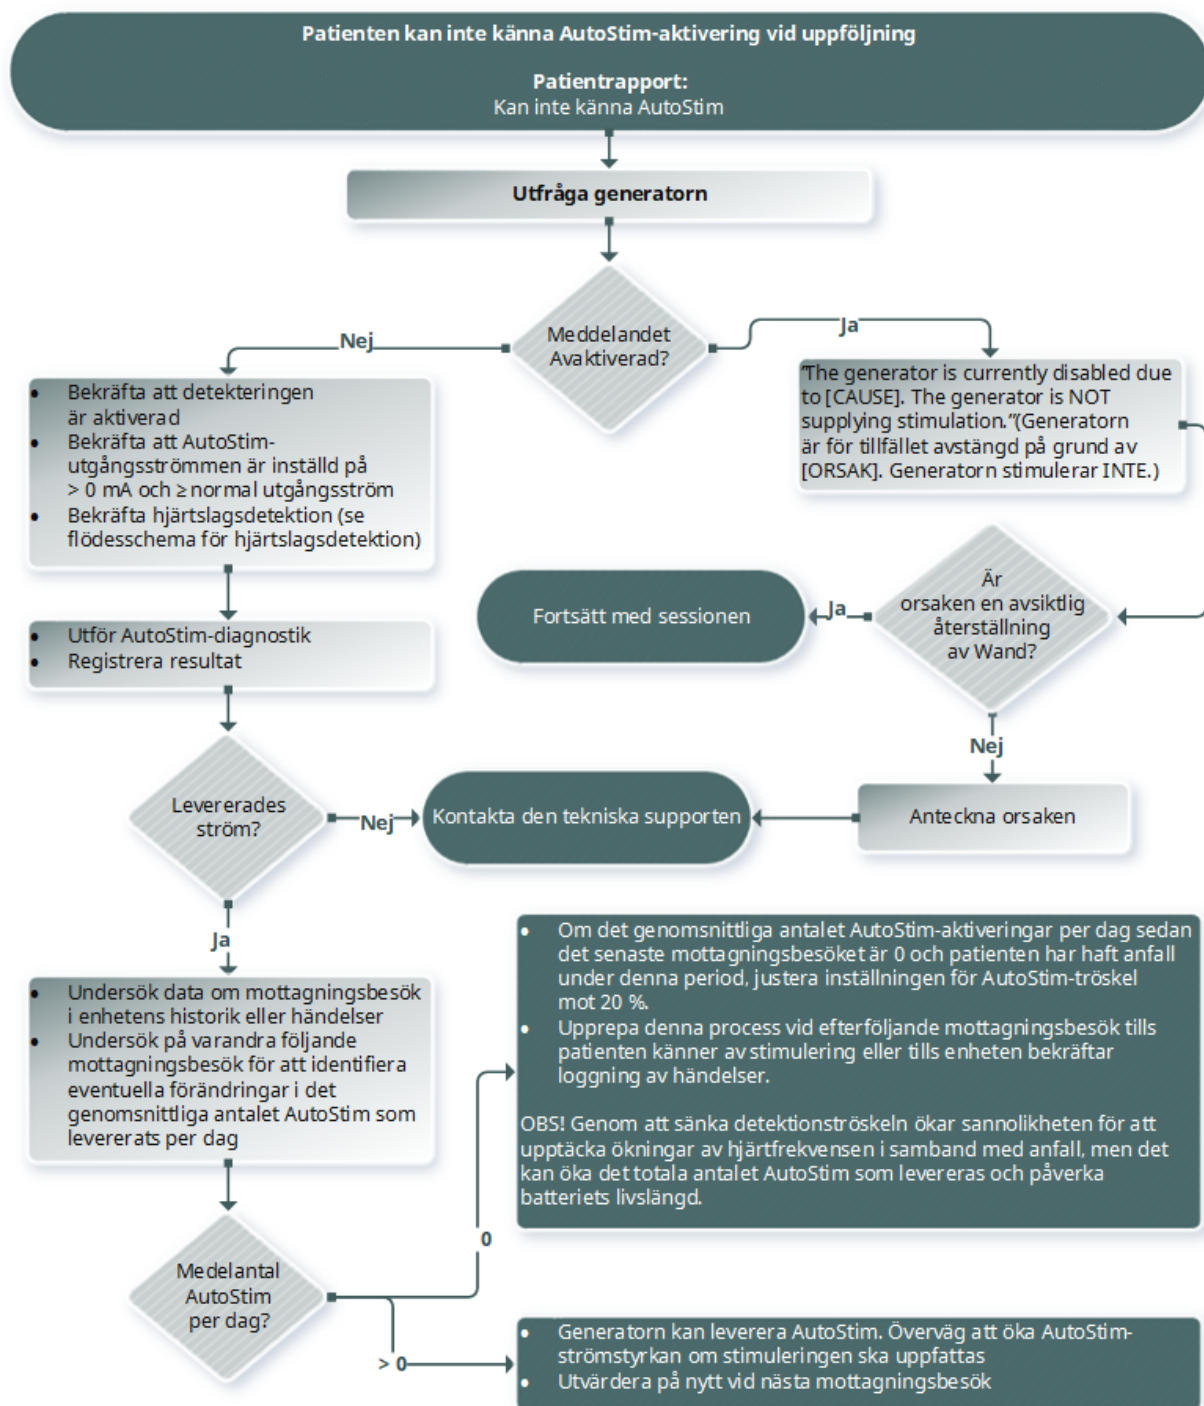 Patienten kan inte känna AutoStim-aktivering vid uppföljning
Patientrapport:
Kan inte känna AutoStim
Utfråga generatorn
Meddelandet
Avaktiverad?
Nej
Ja
• Bekräfta att detekteringen
är aktiverad
• Bekräfta att AutoStim-
utgångsströmmen är inställd på
> 0 mA och ≥ normal utgångsström
• Bekräfta hjärtslagsdetektion (se
flödesschema för hjärtslagsdetektion)
"The generator is currently disabled due
to [CAUSE]. The generator is NOT
supplying stimulation."(Generatorn
är för tillfället avstängd på grund av
[ORSAK]. Generatorn stimulerar INTE.)
Är
orsaken en avsiktlig
återställning
av Wand?
Ja
Fortsätt med sessionen
• Utför AutoStim-diagnostik
• Registrera resultat
Nej
Levererades
ström?
Nej
Kontakta den tekniska supporten
Anteckna orsaken
Ja
• Undersök data om mottagningsbesök
i enhetens historik eller händelser
• Undersök på varandra följande
mottagningsbesök för att identifiera
eventuella förändringar i det
genomsnittliga antalet AutoStim som
levererats per dag
• Om det genomsnittliga antalet AutoStim-aktiveringar per dag sedan
det senaste mottagningsbesöket är 0 och patienten har haft anfall
under denna period, justera inställningen för AutoStim-tröskel
mot 20 %.
• Upprepa denna process vid efterföljande mottagningsbesök tills
patienten känner av stimulering eller tills enheten bekräftar
loggning av händelser.
OBS! Genom att sänka detektionströskeln ökar sannolikheten för att
upptäcka ökningar av hjärtfrekvensen i samband med anfall, men det
kan öka det totala antalet AutoStim som levereras och påverka
batteriets livslängd.
Medelantal
AutoStim
per dag?
0
> 0
• Generatorn kan leverera AutoStim. Överväg att öka AutoStim-
strömstyrkan om stimuleringen ska uppfattas
• Utvärdera på nytt vid nästa mottagningsbesök